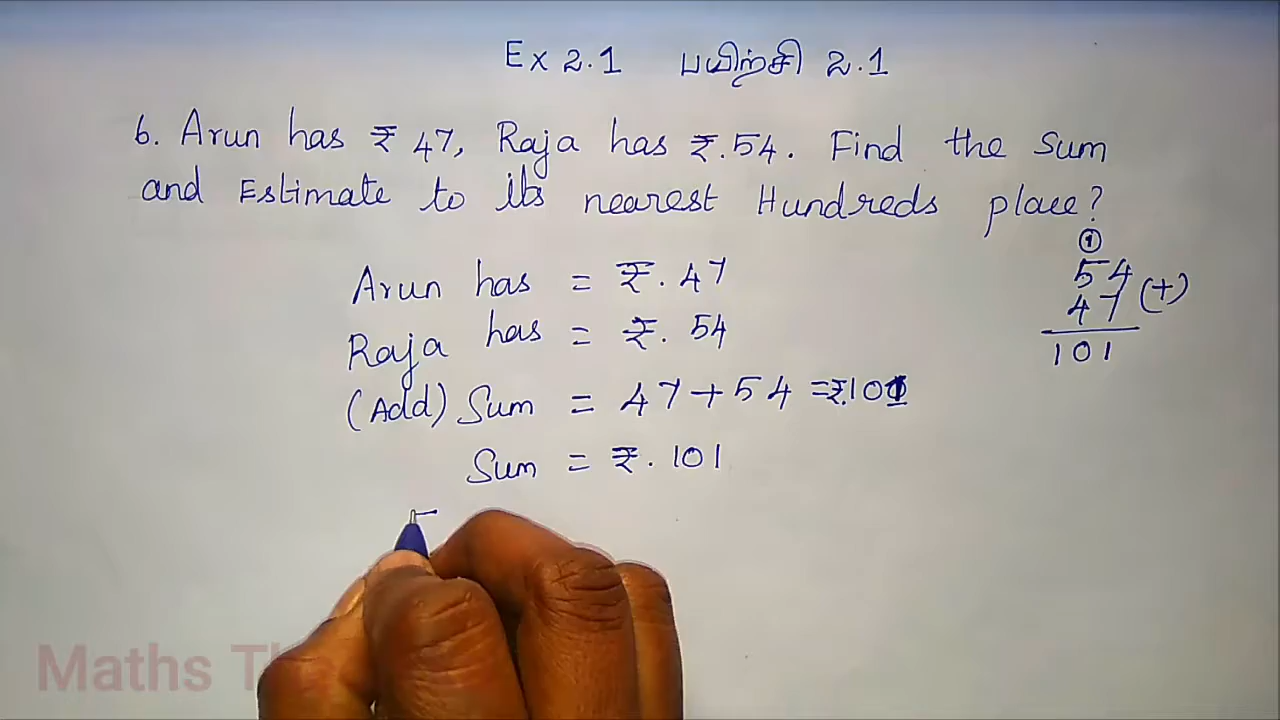 Ex 2.1 பயிற்சி 2.1
6. Arun has ₹ 47, Raja has ₹.54. Find the Sum
and Estimate to its nearest Hundreds place?
Arun has = ₹. 47
Raja has = ₹. 54
(Add) Sum = 47+54 =₹.101
Sum = ₹. 101
①
54
47 (+)
101
Maths